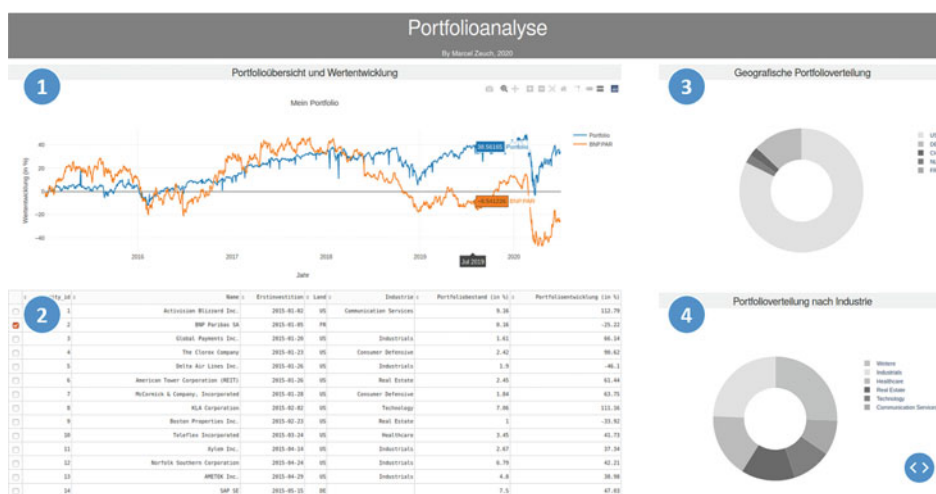 Portfolioanalyse
By Marcel Zeuch, 2020
1
Portfolioübersicht und Wertentwicklung
Mein Portfolio
Wertentwicklung (in %)
40
20
0
−20
−40
2016
2017
2018
2019
2020
Jahr
Portfolio
BNP.PAR
Portfolio
BNP.PAR
Jul 2019
3
Geografische Portfolioverteilung
US
DE
2
Name Erstinvestition Land Industrie Portfoliobestand (in %) Portfolioentwicklung (in %)
1 Activision Blizzard Inc. 2015-01-02 US Communication Services 9.16 112.79
2 BNP Paribas SA 2015-01-05 FR 0.16 -25.22
3 Global Payments Inc. 2015-01-20 US Industrials 1.61 66.14
4 The Clorox Company 2015-01-23 US Consumer Defensive 2.42 90.62
5 Delta Air Lines Inc. 2015-01-26 US Industrials 1.9 -46.1
6 American Tower Corporation (REIT) 2015-01-26 US Real Estate 2.45 61.44
7 McCormick & Company, Incorporated 2015-01-28 US Consumer Defensive 1.84 63.75
8 KLA Corporation 2015-02-02 US Technology 7.06 111.16
9 Boston Properties Inc. 2015-02-23 US Real Estate 1 -33.92
10 Teleflex Incorporated 2015-03-24 US Healthcare 3.45 41.73
11 Xylem Inc. 2015-04-14 US Industrials 2.67 37.34
12 Norfolk Southern Corporation 2015-04-24 US Industrials 6.79 42.21
13 AMETEK Inc. 2015-04-29 US Industrials 4.8 38.98
14 SAP SE 2015-05-15 DE 7.5 47.63
4
Portfolioverteilung nach Industrie
Weitere
Industrials
Healthcare
Real Estate
Technology
Communication Services